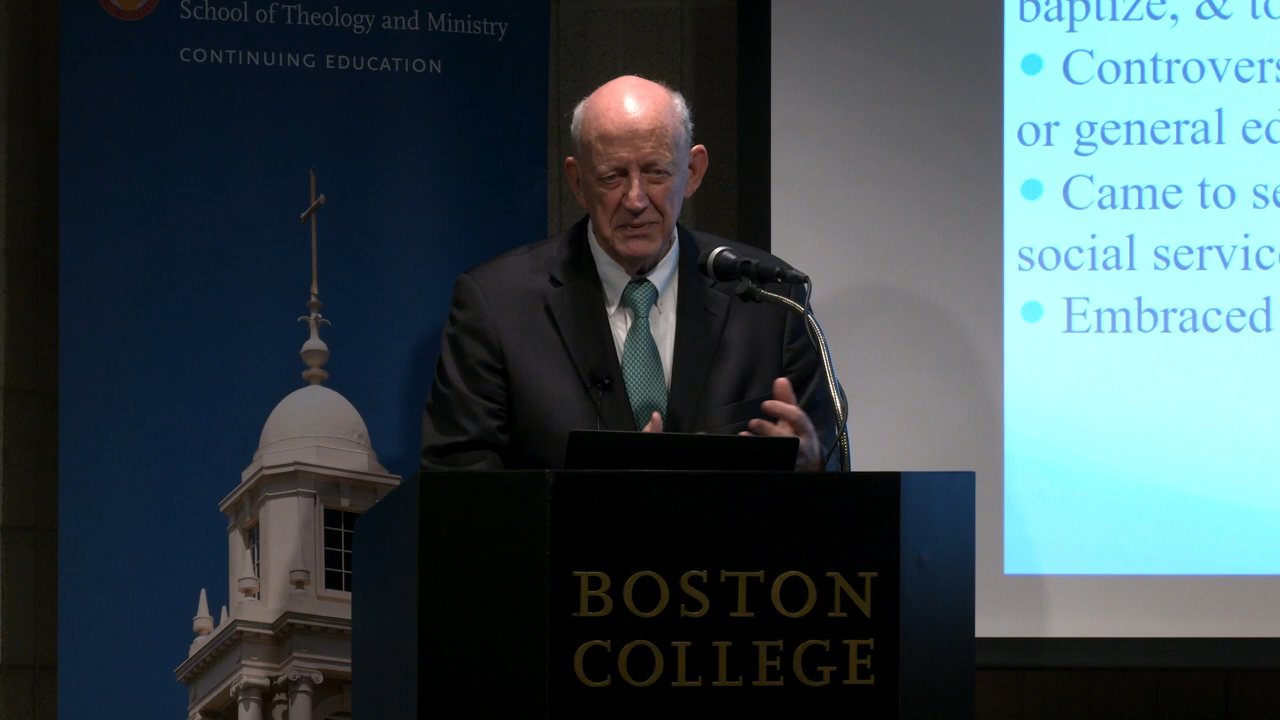 School of Theology and Ministry
CONTINUING EDUCATION
baptize, & to
• Controvers
or general ed
• Came to se
social servic
• Embraced
BOSTON
COLLEGE